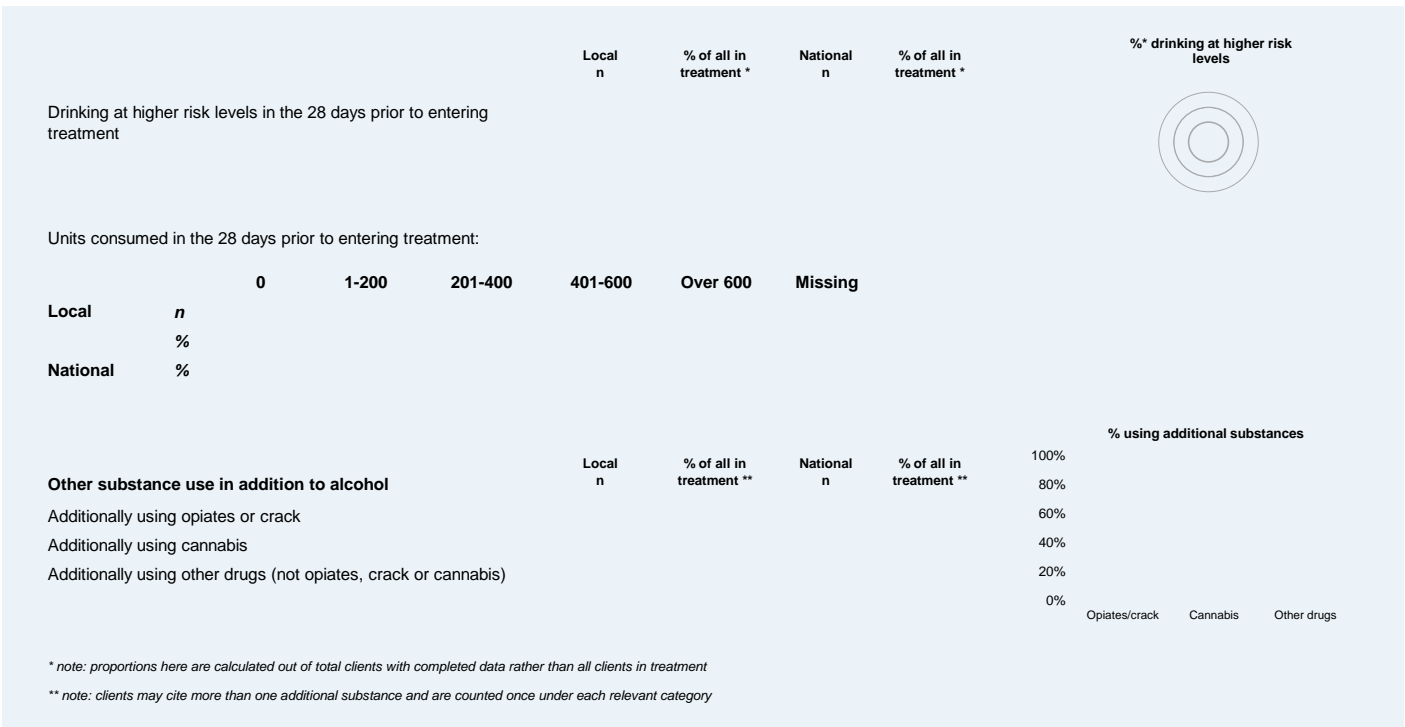 Local % of all in National % of all in
n treatment * n treatment *
%* drinking at higher risk
levels
Drinking at higher risk levels in the 28 days prior to entering
treatment
Units consumed in the 28 days prior to entering treatment:
0 1-200 201-400 401-600 Over 600 Missing
Local n
%
National %
Local % of all in National % of all in
n treatment ** n treatment **
Other substance use in addition to alcohol
Additionally using opiates or crack
Additionally using cannabis
Additionally using other drugs (not opiates, crack or cannabis)
% using additional substances
100%
80%
60%
40%
20%
0%
Opiates/crack Cannabis Other drugs
* note: proportions here are calculated out of total clients with completed data rather than all clients in treatment
** note: clients may cite more than one additional substance and are counted once under each relevant category